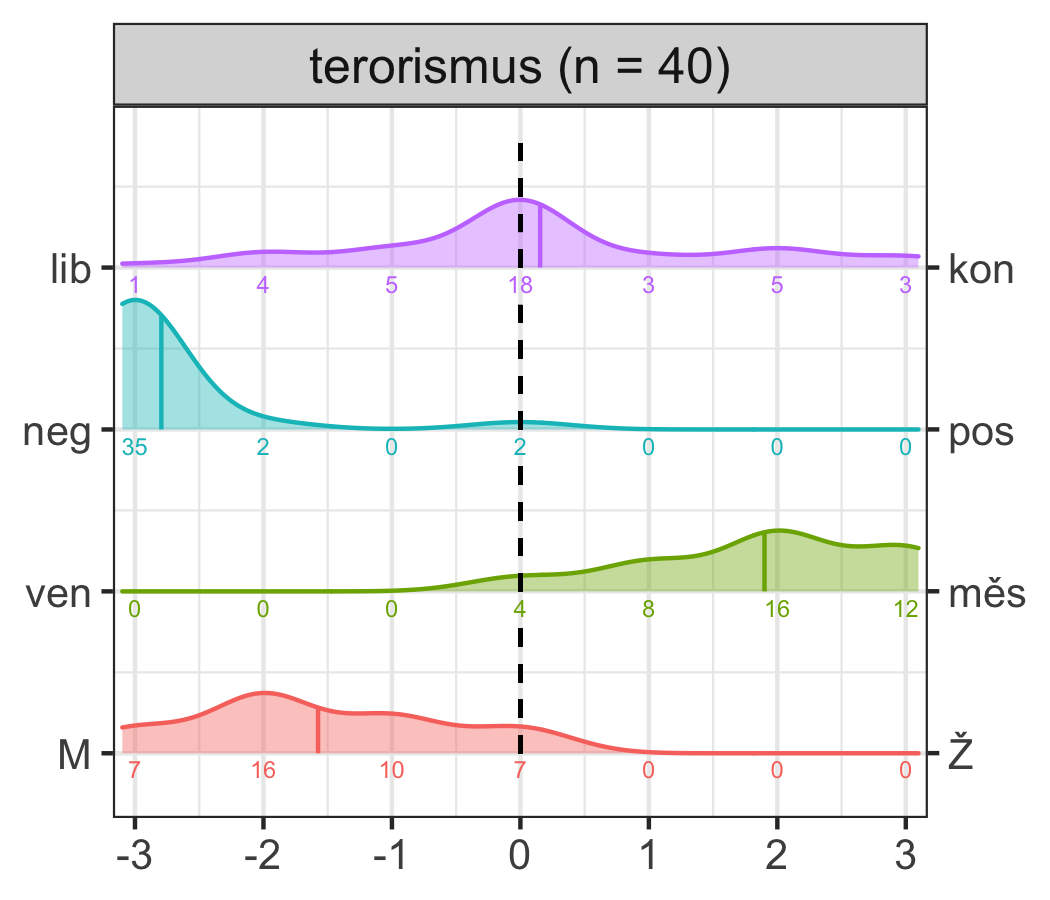 terorismus (n = 40)
lib kon
1 4 5 18 3 5 3
neg pos
35 2 0 2 0 0 0
ven měs
0 0 0 4 8 16 12
M Ž
7 16 10 7 0 0 0
-3 -2 -1 0 1 2 3